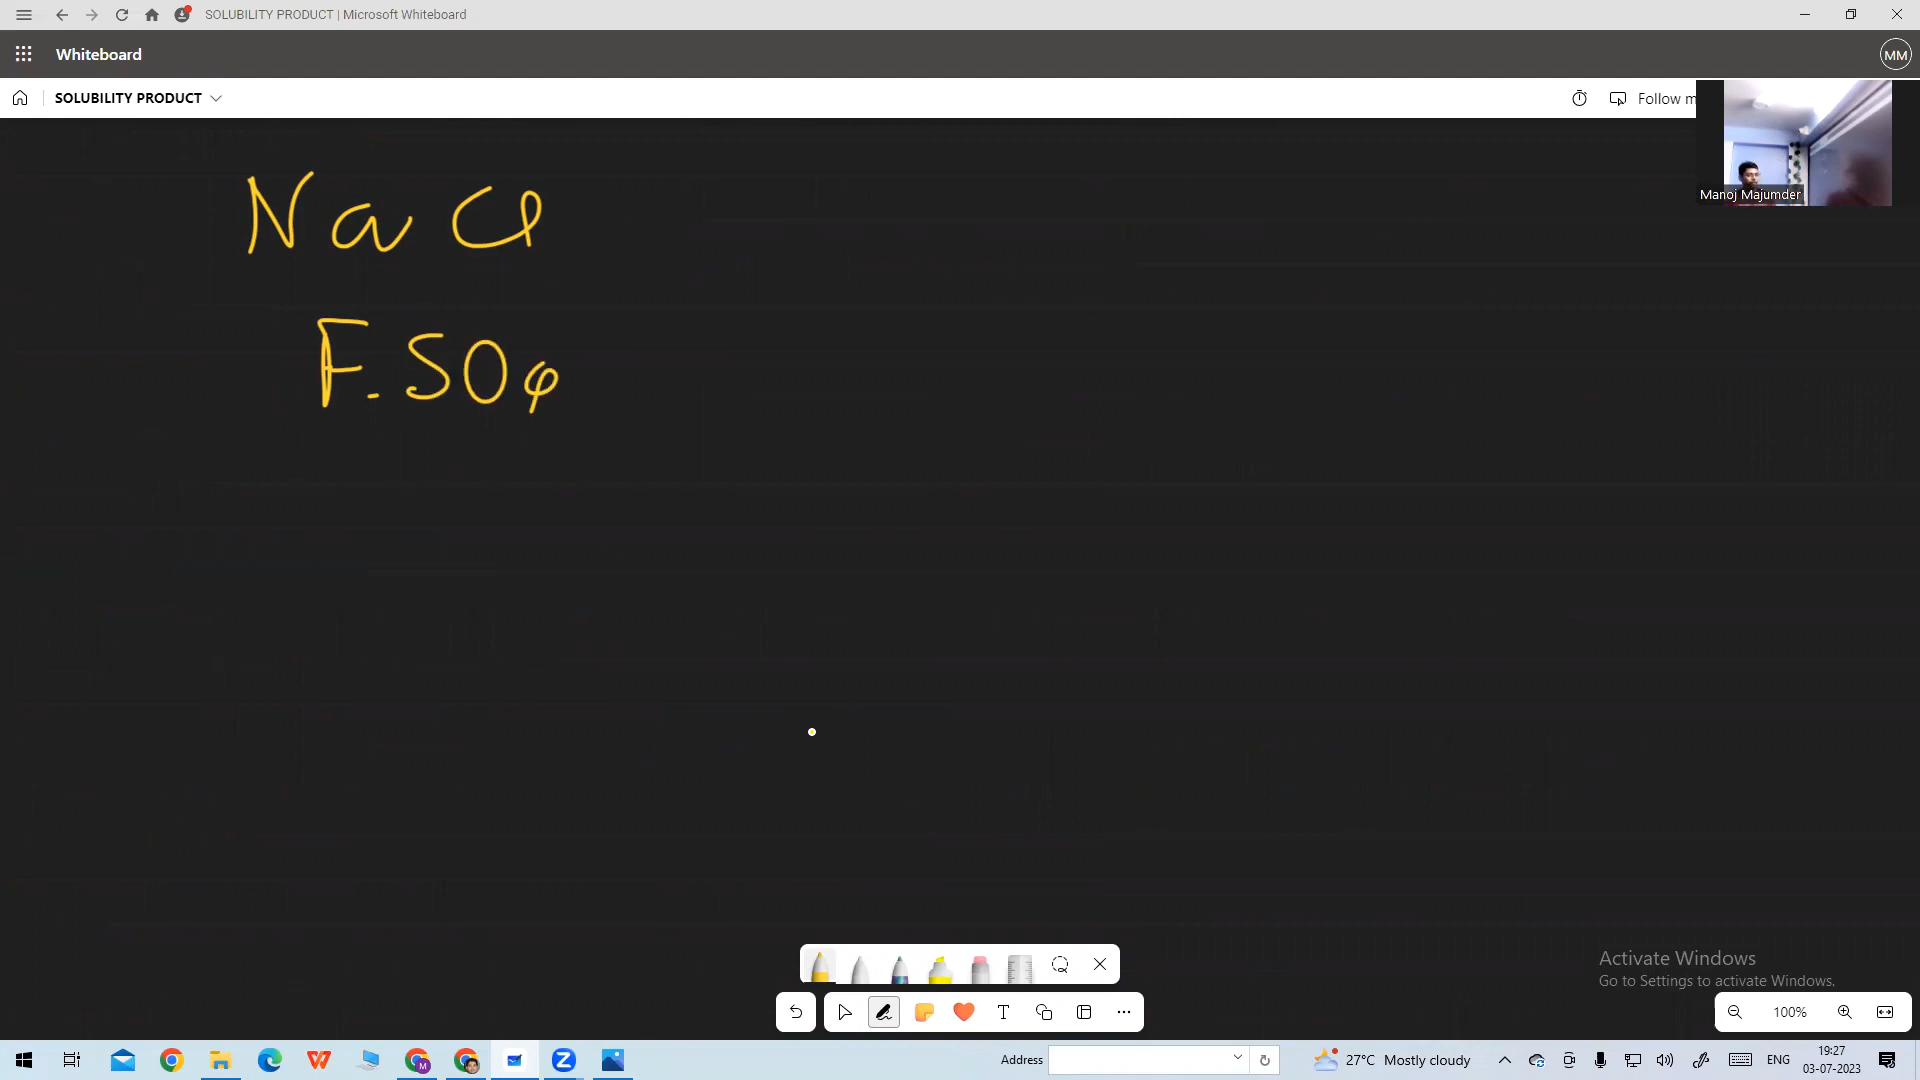 SOLUBILITY PRODUCT | Microsoft Whiteboard
Whiteboard
MM
SOLUBILITY PRODUCT
Follow m
Manoj Majumder
NaCl
F.SO4
Activate Windows
Go to Settings to activate Windows.
100%
Address
27°C Mostly cloudy
ENG
19:27
03-07-2023